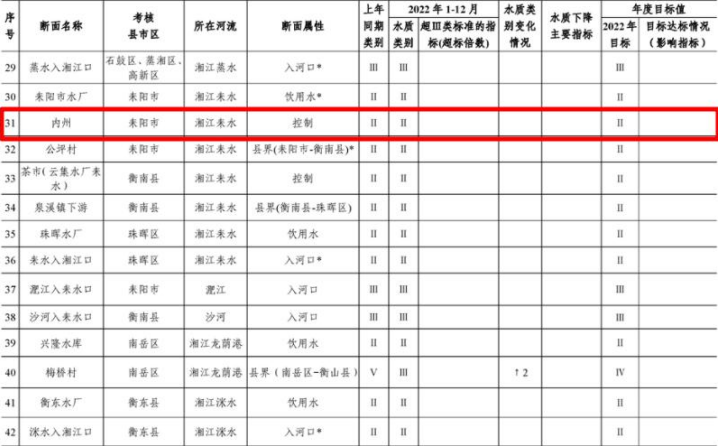 序号 断面名称 考核县市区 所在河流 断面属性 上年同期类别 2022 年 1-12 月 水质类别变化情况 水质下降主要指标 年度目标值
水质类别 超Ⅲ类标准的指标(超标倍数) 2022年目标 目标达标情况（影响指标）
29 蒸水入湘江口 石鼓区、蒸湘区、高新区 湘江蒸水 入河口* Ⅲ Ⅲ Ⅲ
30 耒阳市水厂 耒阳市 湘江耒水 饮用水* Ⅱ Ⅱ Ⅱ
31 内州 耒阳市 湘江耒水 控制 Ⅱ Ⅱ Ⅱ
32 公坪村 耒阳市 湘江耒水 县界(耒阳市-衡南县)* Ⅱ Ⅱ Ⅱ
33 茶市（云集水厂耒水） 衡南县 湘江耒水 控制 Ⅱ Ⅱ Ⅱ
34 泉溪镇下游 衡南县 湘江耒水 县界(衡南县-珠晖区) Ⅱ Ⅱ Ⅱ
35 珠晖水厂 珠晖区 湘江耒水 饮用水 Ⅱ Ⅱ Ⅱ
36 耒水入湘江口 珠晖区 湘江耒水 入河口* Ⅱ Ⅱ Ⅱ
37 淝江入耒水口 耒阳市 淝江 入河口 Ⅲ Ⅲ Ⅲ
38 沙河入耒水口 衡南县 沙河 入河口 Ⅲ Ⅲ Ⅲ
39 兴隆水库 南岳区 湘江龙荫港 饮用水 Ⅱ Ⅱ Ⅱ
40 梅桥村 南岳区 湘江龙荫港 县界（南岳区-衡山县） Ⅴ Ⅲ ↑2 Ⅳ
41 衡东水厂 衡东县 湘江洣水 饮用水 Ⅱ Ⅱ Ⅱ
42 洣水入湘江口 衡东县 湘江洣水 入河口* Ⅱ Ⅱ Ⅱ